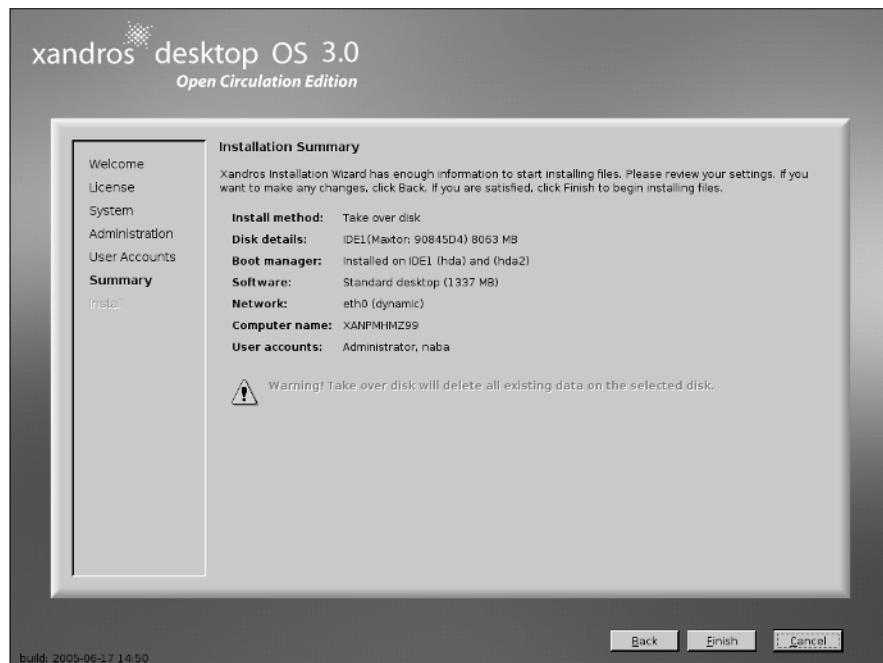 xandros desktop OS 3.0
Open Circulation Edition
Welcome
License
System
Administration
User Accounts
Summary
Install
Installation Summary
Xandros Installation Wizard has enough information to start installing files. Please review your settings. If you
want to make any changes, click Back. If you are satisfied, click Finish to begin installing files.
Install method: Take over disk
Disk details: IDE1(Maxtor: 90845D4) 8063 MB
Boot manager: Installed on IDE1 (hda) and (hda2)
Software: Standard desktop (1337 MB)
Network: eth0 (dynamic)
Computer name: XANPMHMZ99
User accounts: Administrator, naba
Warning! Take over disk will delete all existing data on the selected disk.
Back Finish Cancel
build: 2005-06-17 14:50